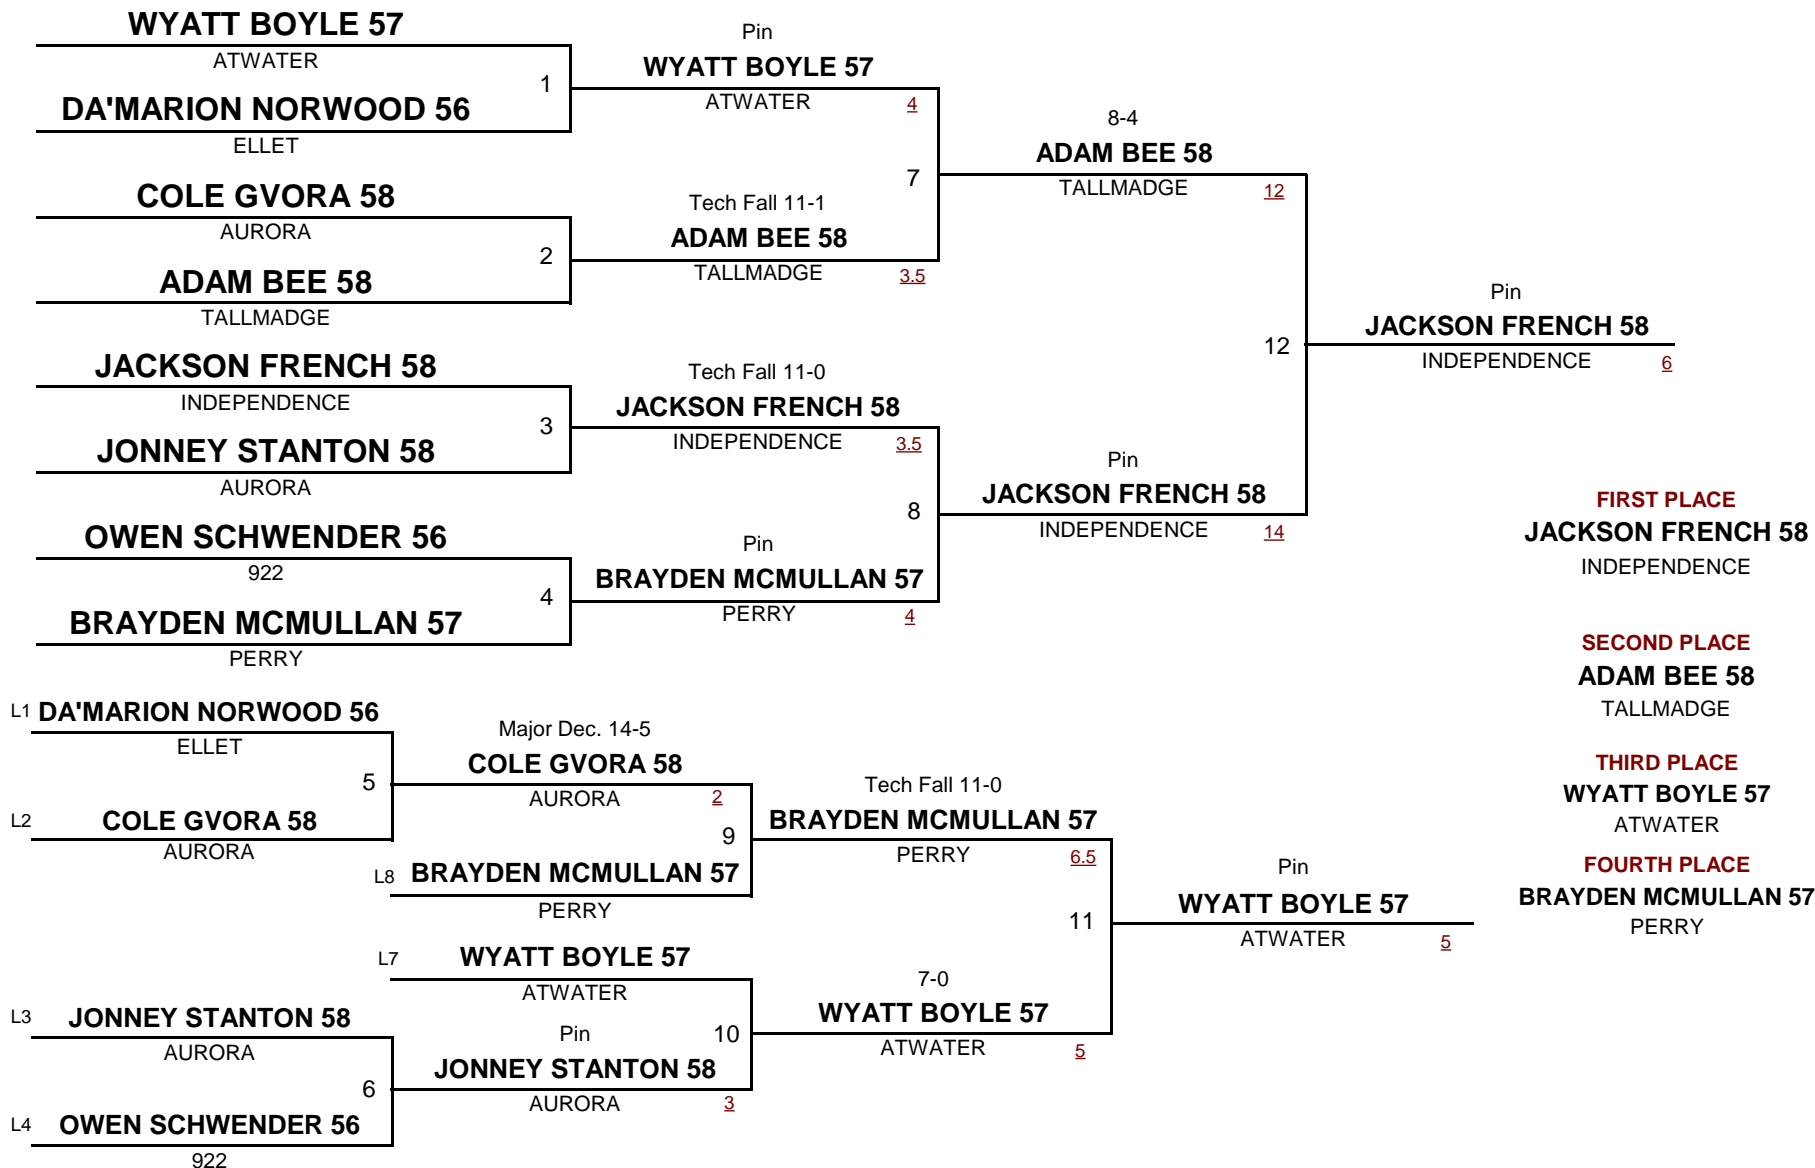 WYATT BOYLE 57
ATWATER
1
DA'MARION NORWOOD 56
ELLET
COLE GVORA 58
AURORA
2
ADAM BEE 58
TALLMADGE
JACKSON FRENCH 58
INDEPENDENCE
3
JONNEY STANTON 58
AURORA
OWEN SCHWENDER 56
922
4
BRAYDEN MCMULLAN 57
PERRY
Pin
WYATT BOYLE 57
ATWATER 4
7
Tech Fall 11-1
ADAM BEE 58
TALLMADGE 3.5
Tech Fall 11-0
JACKSON FRENCH 58
INDEPENDENCE 3.5
8
Pin
BRAYDEN MCMULLAN 57
PERRY 4
8-4
ADAM BEE 58
TALLMADGE 12
12
Pin
JACKSON FRENCH 58
INDEPENDENCE 14
Pin
JACKSON FRENCH 58
INDEPENDENCE 6
FIRST PLACE
JACKSON FRENCH 58
INDEPENDENCE
SECOND PLACE
ADAM BEE 58
TALLMADGE
THIRD PLACE
WYATT BOYLE 57
ATWATER
FOURTH PLACE
BRAYDEN MCMULLAN 57
PERRY
L1 DA'MARION NORWOOD 56
ELLET
5
L2 COLE GVORA 58
AURORA
L3 JONNEY STANTON 58
AURORA
6
L4 OWEN SCHWENDER 56
922
Major Dec. 14-5
COLE GVORA 58
AURORA 2
9
L8 BRAYDEN MCMULLAN 57
PERRY
L7 WYATT BOYLE 57
ATWATER
10
Pin
JONNEY STANTON 58
AURORA 3
Tech Fall 11-0
BRAYDEN MCMULLAN 57
PERRY 6.5
11
7-0
WYATT BOYLE 57
ATWATER 5
Pin
WYATT BOYLE 57
ATWATER 5